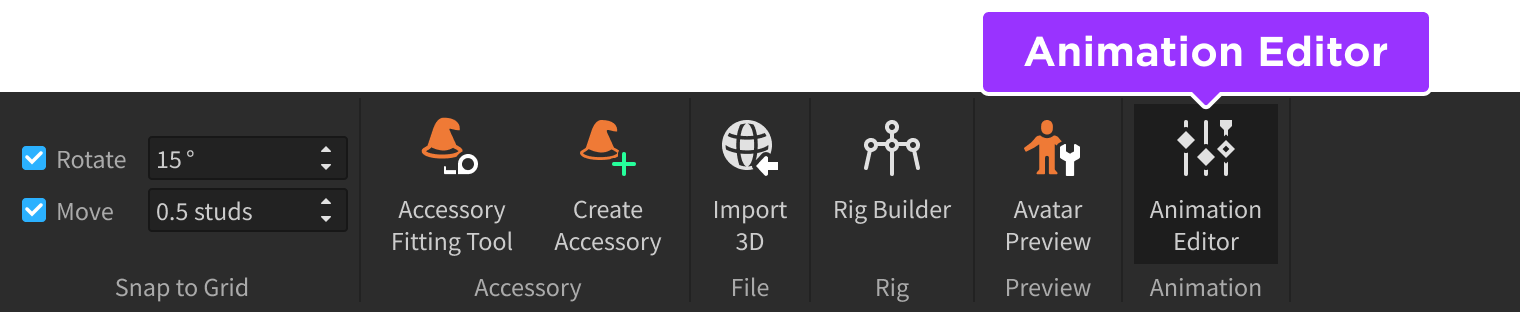 Animation Editor
Rotate
15°
Move
0.5 studs
Snap to Grid
Accessory
Fitting Tool
Create
Accessory
Accessory
Import
3D
File
Rig Builder
Rig
Avatar
Preview
Preview
Animation
Editor
Animation